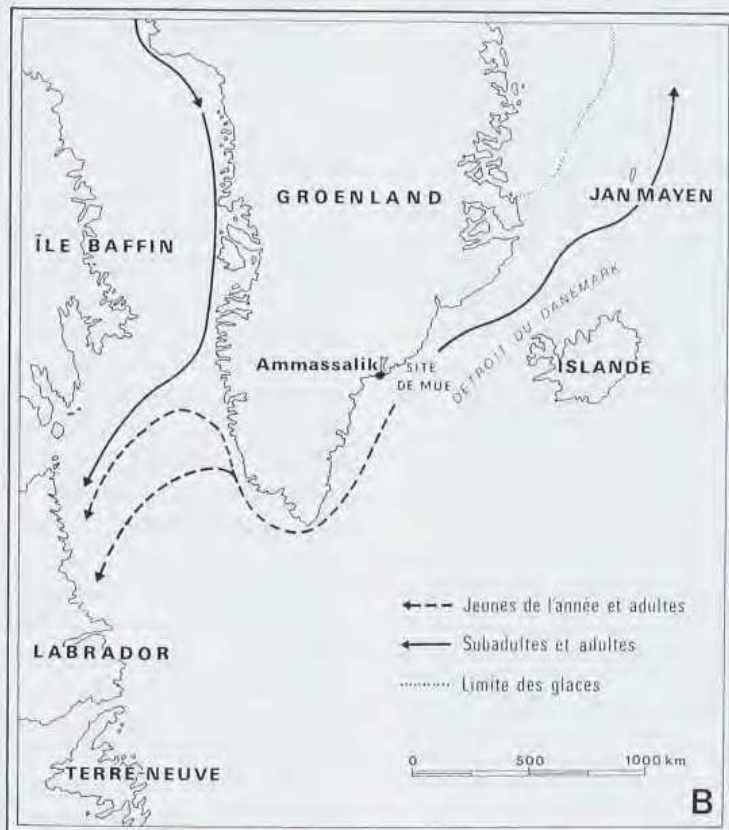 GROENLAND
JAN MAYEN
ÎLE BAFFIN
DETROIT DU DANEMARK
Ammassalik
SITE
DE MUE
ISLANDE
Jeunes de l'année et adultes
LABRADOR
Subadultes et adultes
Limite des glaces
TERRE-NEUVE
0 500 1000 km
B